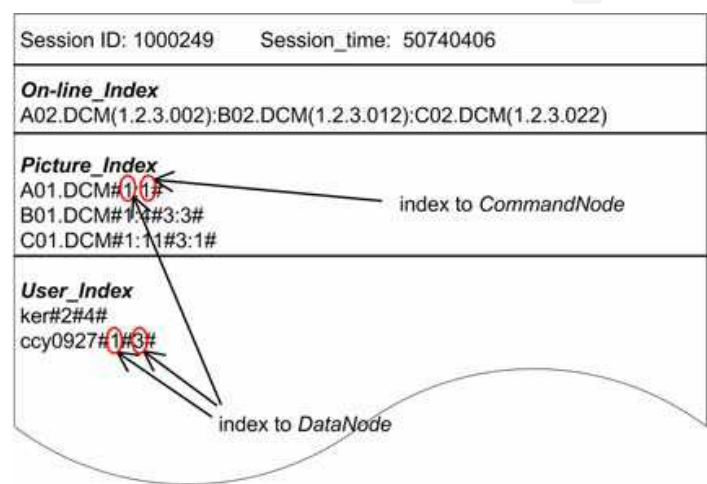 Session ID: 1000249 Session_time: 50740406
On-line_Index
A02.DCM(1.2.3.002):B02.DCM(1.2.3.012):C02.DCM(1.2.3.022)
Picture_Index
A01.DCM#1:1#
index to CommandNode
B01.DCM#1:4#3:3#
C01.DCM#1:11#3:1#
User_Index
ker#2#4#
ccy0927#1#3#
index to DataNode